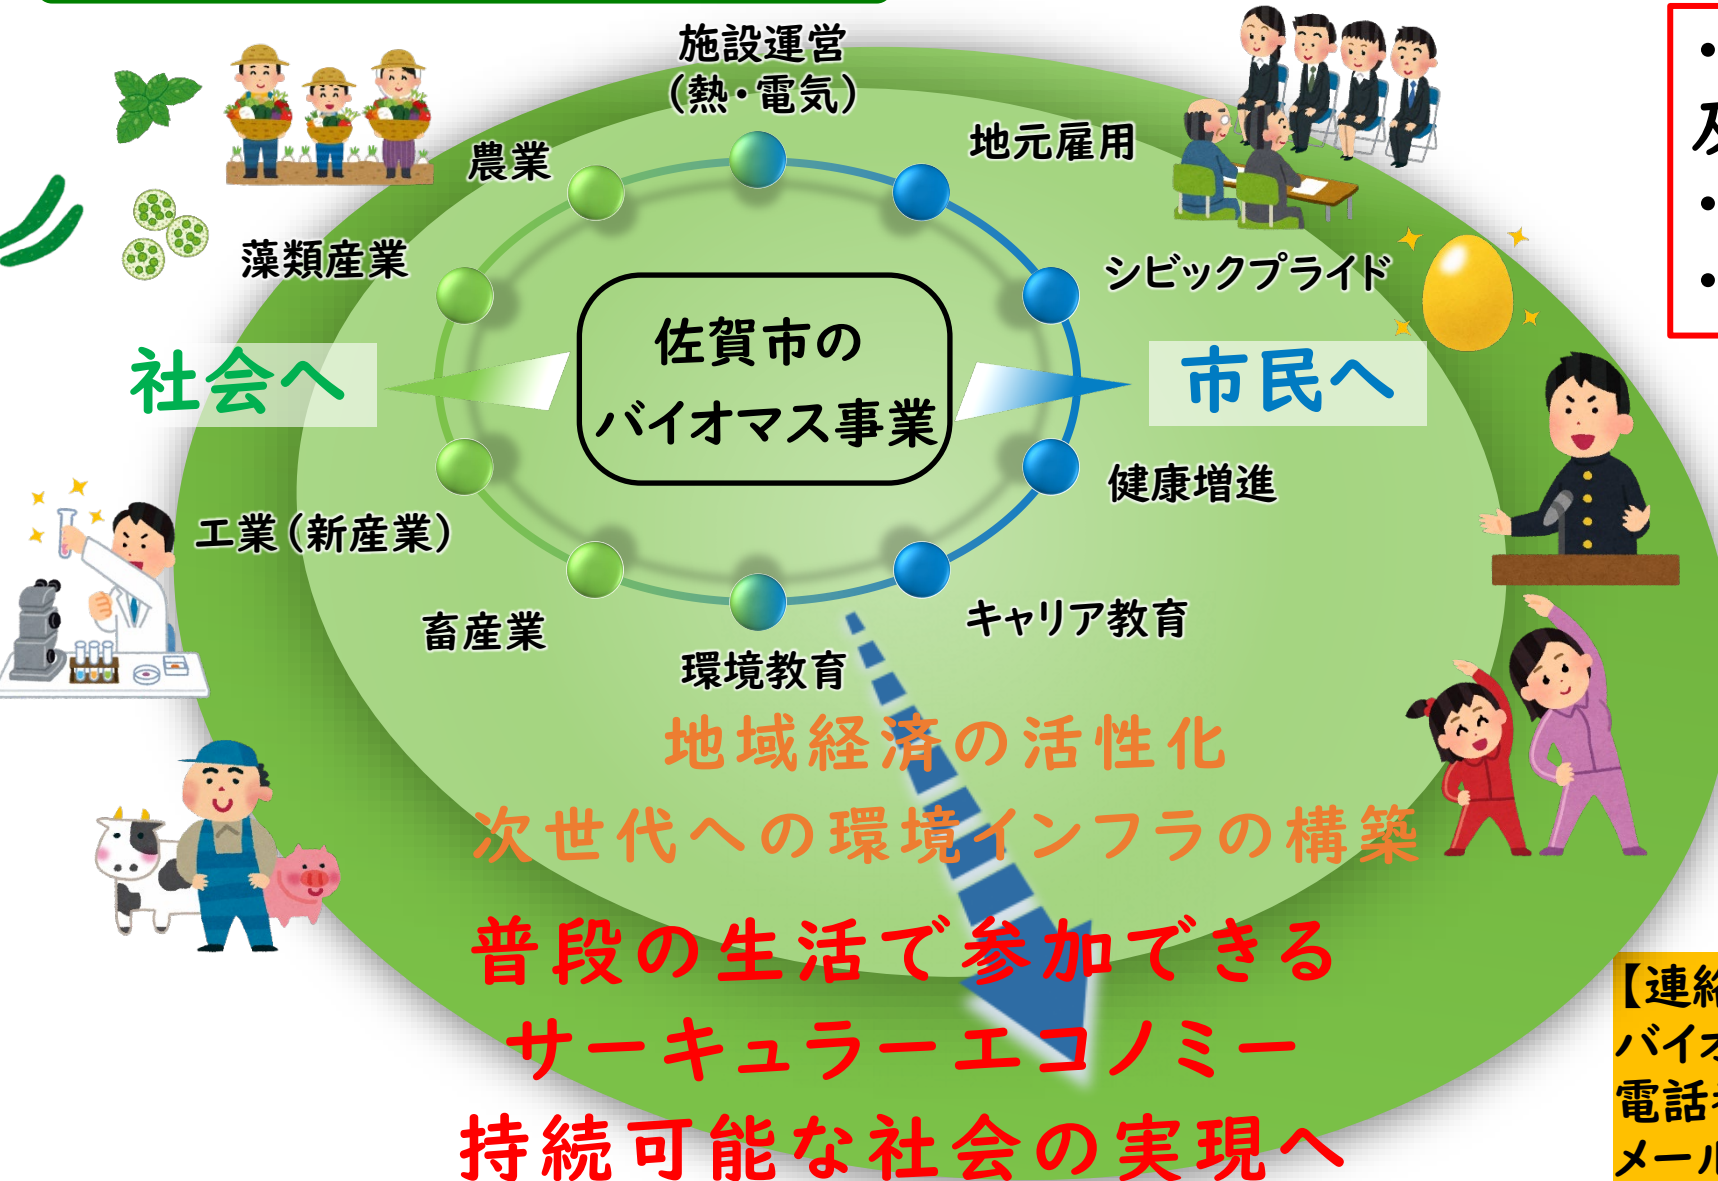 施設運営
（熱・電気）
農業
地元雇用
藻類産業
シビックプライド
佐賀市の
バイオマス事業
社会へ
市民へ
健康増進
工業（新産業）
畜産業
キャリア教育
環境教育
地域経済の活性化
次世代への環境インフラの構築
普段の生活で参加できる
サーキュラーエコノミー
持続可能な社会の実現へ
・
・
・
【連絡
バイオ
電話
メール